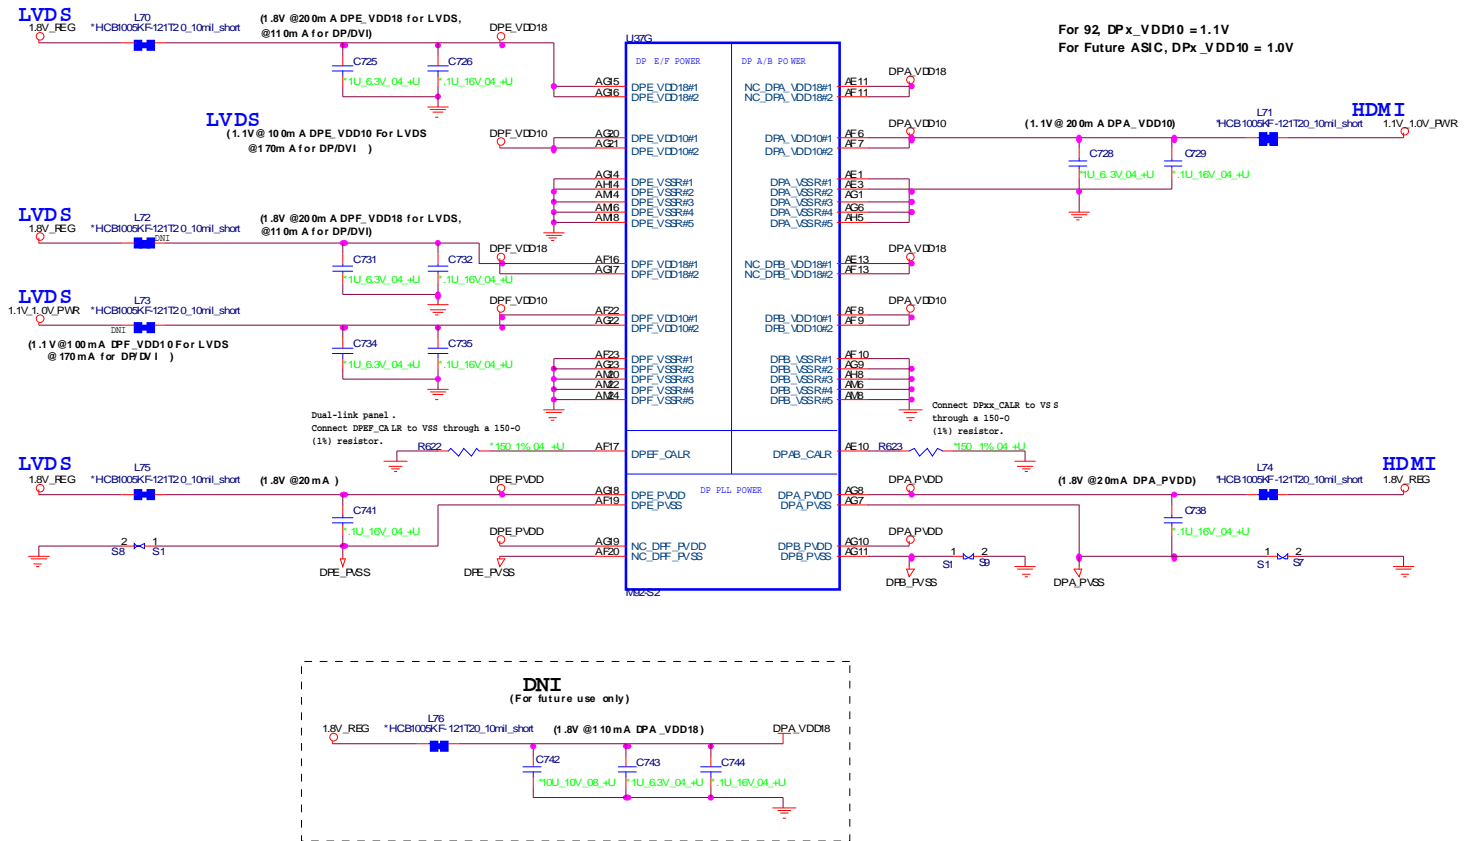 LVDS
1.8V_REG
L70
*HCB1005KF-121T20_10mil_short
(1.8V @200mA DPE_VDD18 for LVDS,
@110mA for DP/DVI)
DPE_VDD18
C725
*1U_6.3V_04_+U
C726
*.1U_16V_04_+U
LVDS
(1.1V@100mA DPE_VDD10 For LVDS
@170mA for DP/DVI )
DPF_VDD10
LVDS
1.8V_REG
L72
*HCB1005KF-121T20_10mil_short
DNI
(1.8V @200mA DPF_VDD18 for LVDS,
@110mA for DP/DVI)
C731
*1U_6.3V_04_+U
C732
*.1U_16V_04_+U
DPF_VDD18
LVDS
1.1V_1.0V_PWR
L73
*HCB1005KF-121T20_10mil_short
DNI
(1.1V@100mA DPF_VDD10 For LVDS
@170mA for DP/DVI )
DPF_VDD10
C734
*1U_6.3V_04_+U
C735
*.1U_16V_04_+U
Dual-link panel.
Connect DPEF_CALR to VSS through a 150-O
(1%) resistor.
R622
*150_1%_04_+U
LVDS
1.8V_REG
L75
*HCB1005KF-121T20_10mil_short
(1.8V @20mA )
DPE_PVDD
C741
*.1U_16V_04_+U
2
1
S8
S1
DPE_PVSS
DPE_PVDD
DPE_PVSS
U37G
DP E/F POWER
DP A/B POWER
AG15
DPE_VDD18#1
AG16
DPE_VDD18#2
AG20
DPE_VDD10#1
AG21
DPE_VDD10#2
AG14
DPE_VSSR#1
AH14
DPE_VSSR#2
AM14
DPE_VSSR#3
AM16
DPE_VSSR#4
AM18
DPE_VSSR#5
AF16
DPF_VDD18#1
AG17
DPF_VDD18#2
AF22
DPF_VDD10#1
AG22
DPF_VDD10#2
AF23
DPF_VSSR#1
AG23
DPF_VSSR#2
AM20
DPF_VSSR#3
AM22
DPF_VSSR#4
AM24
DPF_VSSR#5
AF17
DPEF_CALR
DP PLL POWER
AG18
DPE_PVDD
AF19
DPE_PVSS
AG19
NC_DPF_PVDD
AF20
NC_DPF_PVSS
M92-S2
NC_DPA_VDD18#1
AE11
NC_DPA_VDD18#2
AF11
DPA_VDD10#1
AF6
DPA_VDD10#2
AF7
DPA_VSSR#1
AE1
DPA_VSSR#2
AE3
DPA_VSSR#3
AG1
DPA_VSSR#4
AG6
DPA_VSSR#5
AH5
NC_DPB_VDD18#1
AE13
NC_DPB_VDD18#2
AF13
DPB_VDD10#1
AF8
DPB_VDD10#2
AF9
DPB_VSSR#1
AF10
DPB_VSSR#2
AG9
DPB_VSSR#3
AH8
DPB_VSSR#4
AM6
DPB_VSSR#5
AM8
DPAB_CALR
AE10
DPA_PVDD
AG8
DPA_PVSS
AG7
DPB_PVDD
AG10
DPB_PVSS
AG11
For 92, DPx_VDD10 = 1.1V
For Future ASIC, DPx_VDD10 = 1.0V
DPA_VDD18
DPA_VDD10
(1.1V@200mA DPA_VDD10)
L71
*HCB1005KF-121T20_10mil_short
HDMI
1.1V_1.0V_PWR
C728
*1U_6.3V_04_+U
C729
*.1U_16V_04_+U
DPA_VDD18
DPA_VDD10
Connect DPxx_CALR to VSS
through a 150-O
(1%) resistor.
R623
*150_1%_04_+U
DPA_PVDD
(1.8V @20mA DPA_PVDD)
L74
*HCB1005KF-121T20_10mil_short
HDMI
1.8V_REG
C738
*.1U_16V_04_+U
DPA_PVDD
DPB_PVSS
1
2
S1
S9
DPA_PVSS
1
2
S1
S7
DNI
(For future use only)
1.8V_REG
L76
*HCB1005KF-121T20_10mil_short
(1.8V @110mA DPA_VDD18)
DPA_VDD18
C742
*10U_10V_08_+U
C743
*1U_6.3V_04_+U
C744
*.1U_16V_04_+U